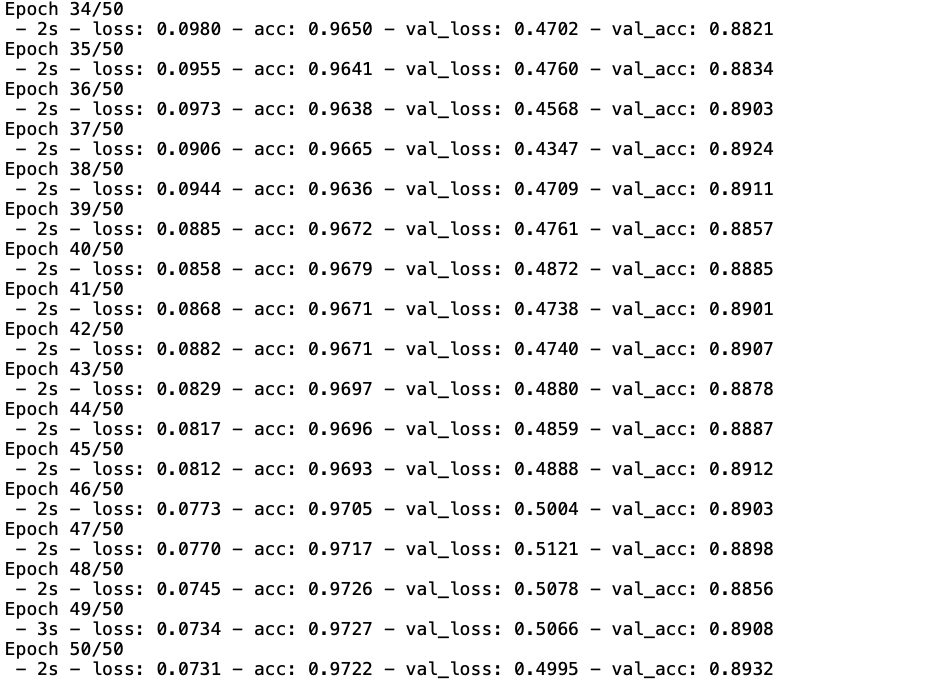 Epoch 34/50
 - 2s - loss: 0.0980 - acc: 0.9650 - val_loss: 0.4702 - val_acc: 0.8821
Epoch 35/50
 - 2s - loss: 0.0955 - acc: 0.9641 - val_loss: 0.4760 - val_acc: 0.8834
Epoch 36/50
 - 2s - loss: 0.0973 - acc: 0.9638 - val_loss: 0.4568 - val_acc: 0.8903
Epoch 37/50
 - 2s - loss: 0.0906 - acc: 0.9665 - val_loss: 0.4347 - val_acc: 0.8924
Epoch 38/50
 - 2s - loss: 0.0944 - acc: 0.9636 - val_loss: 0.4709 - val_acc: 0.8911
Epoch 39/50
 - 2s - loss: 0.0885 - acc: 0.9672 - val_loss: 0.4761 - val_acc: 0.8857
Epoch 40/50
 - 2s - loss: 0.0858 - acc: 0.9679 - val_loss: 0.4872 - val_acc: 0.8885
Epoch 41/50
 - 2s - loss: 0.0868 - acc: 0.9671 - val_loss: 0.4738 - val_acc: 0.8901
Epoch 42/50
 - 2s - loss: 0.0882 - acc: 0.9671 - val_loss: 0.4740 - val_acc: 0.8907
Epoch 43/50
 - 2s - loss: 0.0829 - acc: 0.9697 - val_loss: 0.4880 - val_acc: 0.8878
Epoch 44/50
 - 2s - loss: 0.0817 - acc: 0.9696 - val_loss: 0.4859 - val_acc: 0.8887
Epoch 45/50
 - 2s - loss: 0.0812 - acc: 0.9693 - val_loss: 0.4888 - val_acc: 0.8912
Epoch 46/50
 - 2s - loss: 0.0773 - acc: 0.9705 - val_loss: 0.5004 - val_acc: 0.8903
Epoch 47/50
 - 2s - loss: 0.0770 - acc: 0.9717 - val_loss: 0.5121 - val_acc: 0.8898
Epoch 48/50
 - 2s - loss: 0.0745 - acc: 0.9726 - val_loss: 0.5078 - val_acc: 0.8856
Epoch 49/50
 - 3s - loss: 0.0734 - acc: 0.9727 - val_loss: 0.5066 - val_acc: 0.8908
Epoch 50/50
 - 2s - loss: 0.0731 - acc: 0.9722 - val_loss: 0.4995 - val_acc: 0.8932